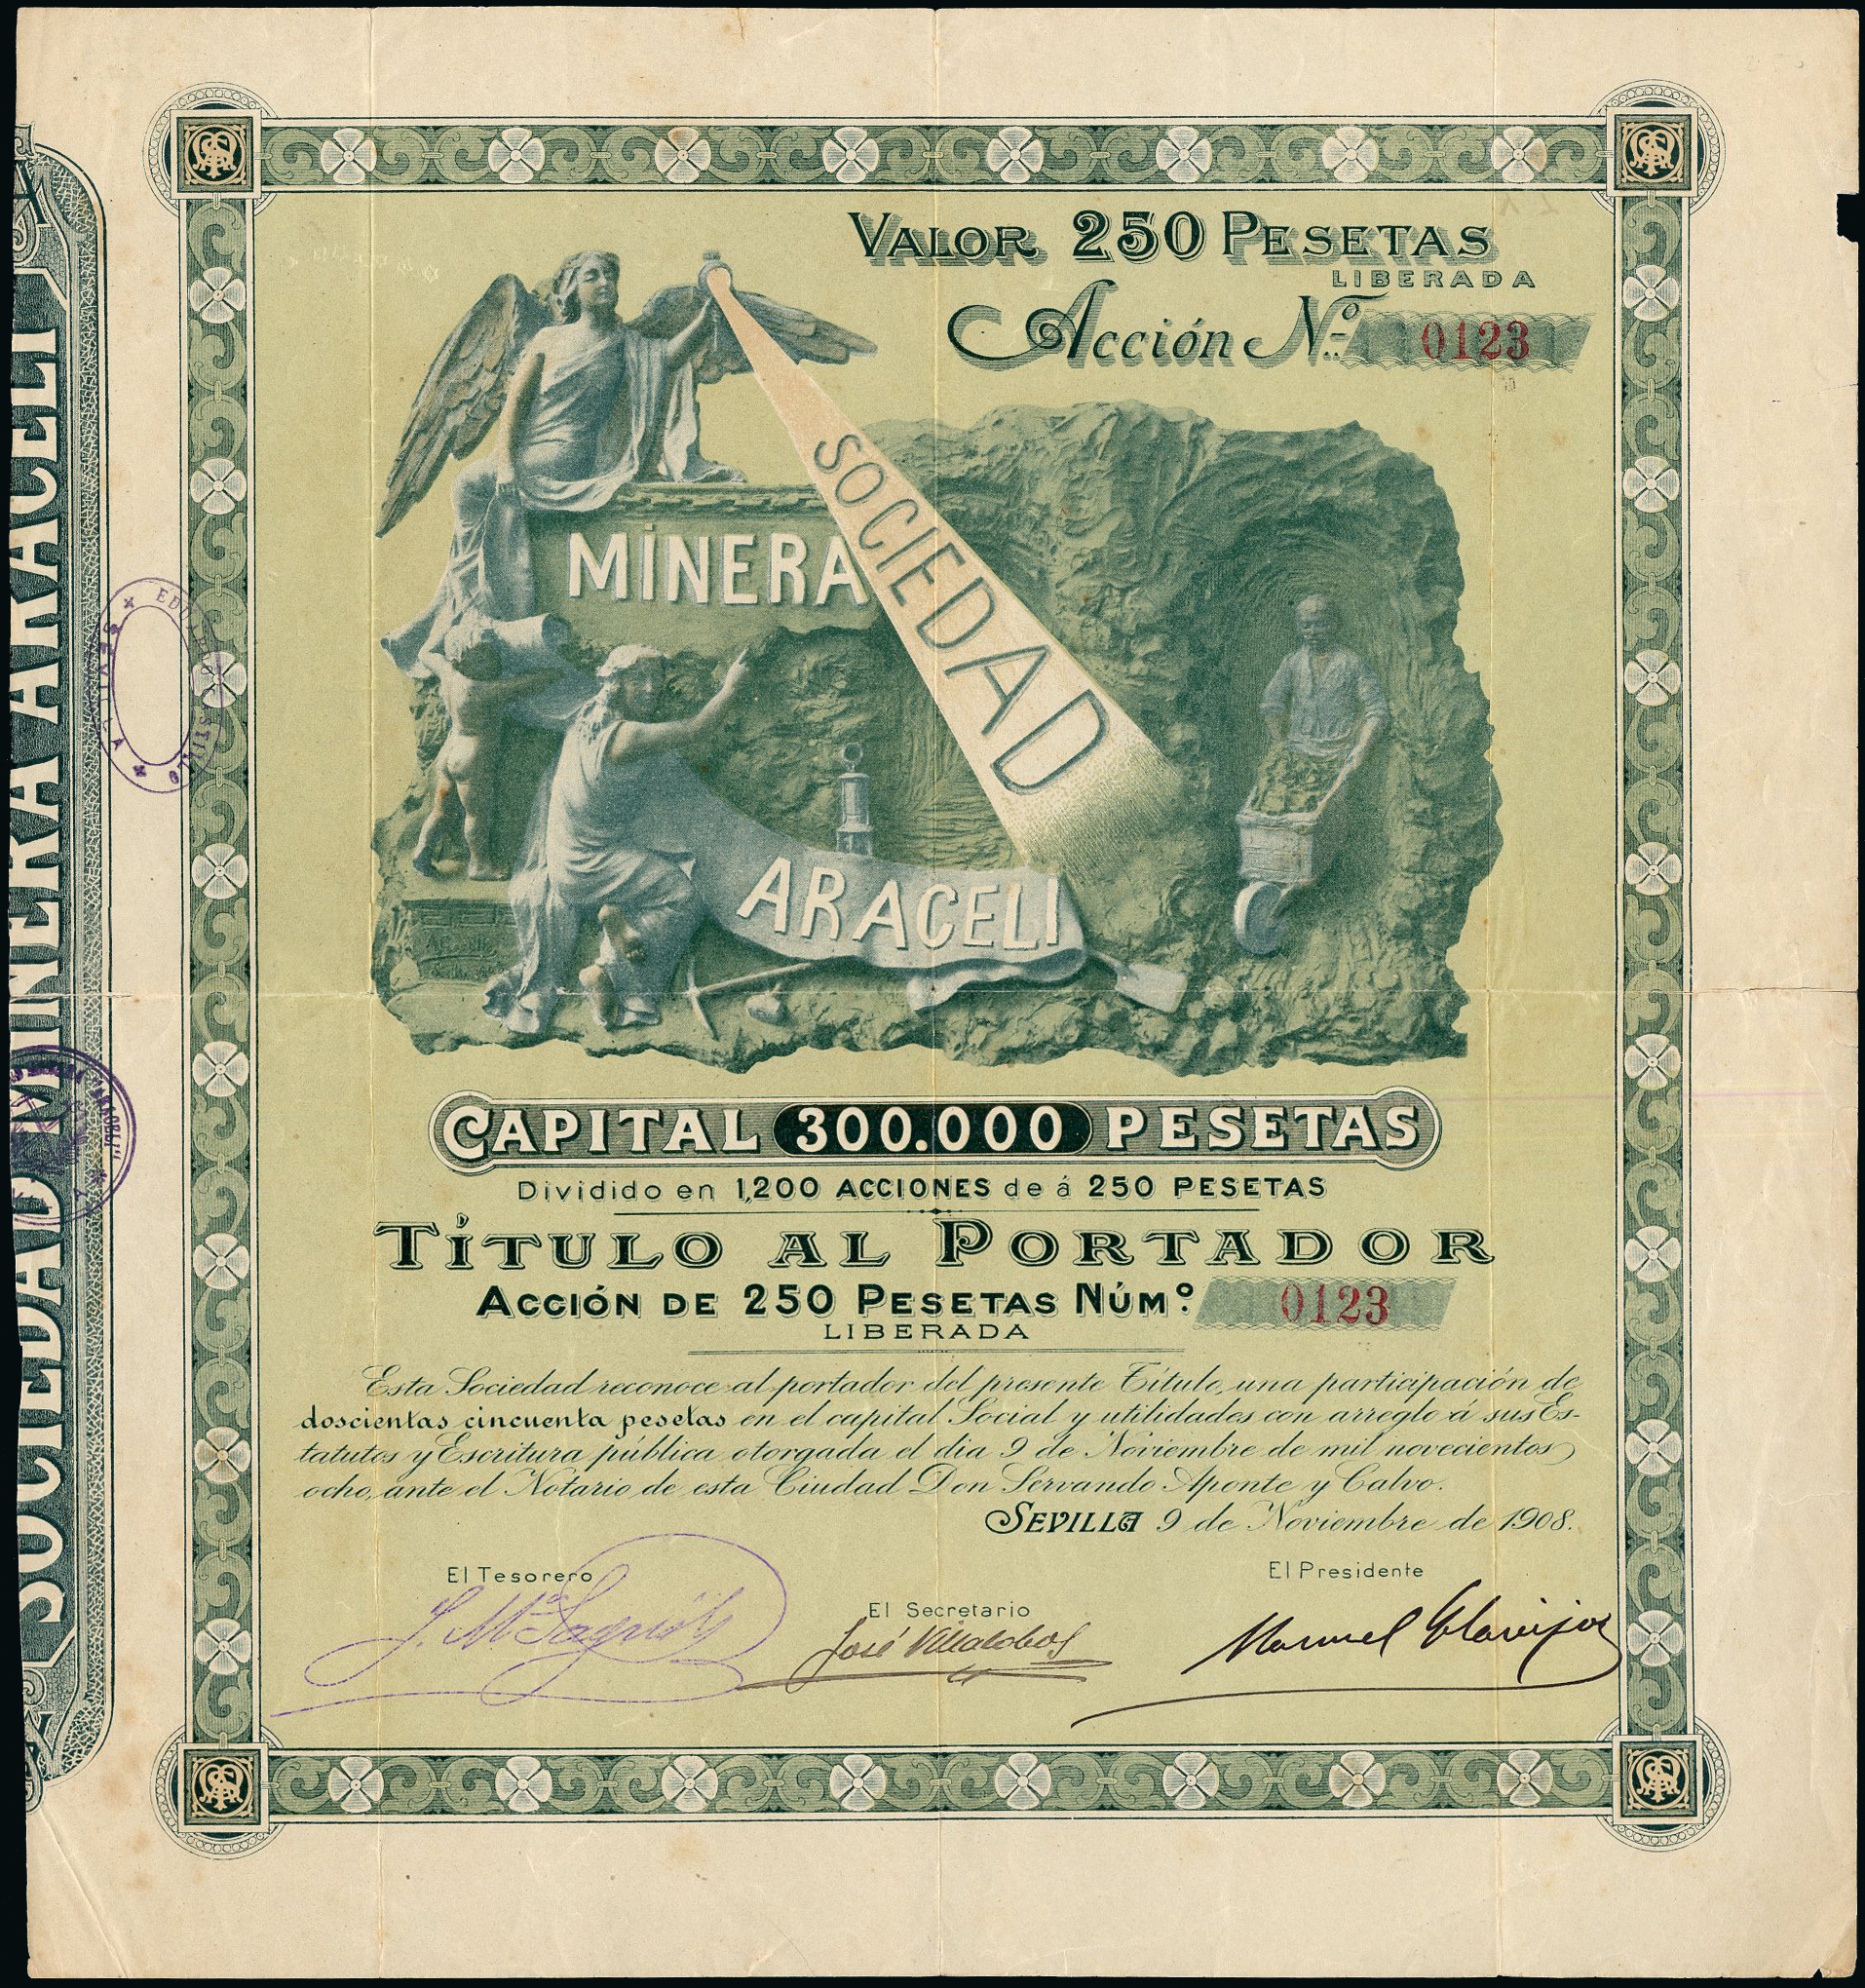 VALOR 250 PESETAS
LIBERADA
Acción N.º 0123
SOCIEDAD
MINERA
ARACELI
CAPITAL 300.000 PESETAS
Dividido en 1,200 ACCIONES de á 250 PESETAS
TÍTULO AL PORTADOR
ACCIÓN DE 250 PESETAS NÚMº. 0123
LIBERADA
Esta Sociedad reconoce al portador del presente Título, una participación de
doscientas cincuenta pesetas en el capital Social y utilidades con arreglo á sus Es-
tatutos y Escritura pública otorgada el dia 9 de Noviembre de mil novecientos
ocho, ante el Notario de esta Ciudad Don Servando Aponte y Calvo.
SEVILLA 9 de Noviembre de 1908.
El Tesorero
El Secretario
El Presidente
José Villalobos
Manuel Clavijo
SOCIEDAD MINERA ARACELI
SEVILLA